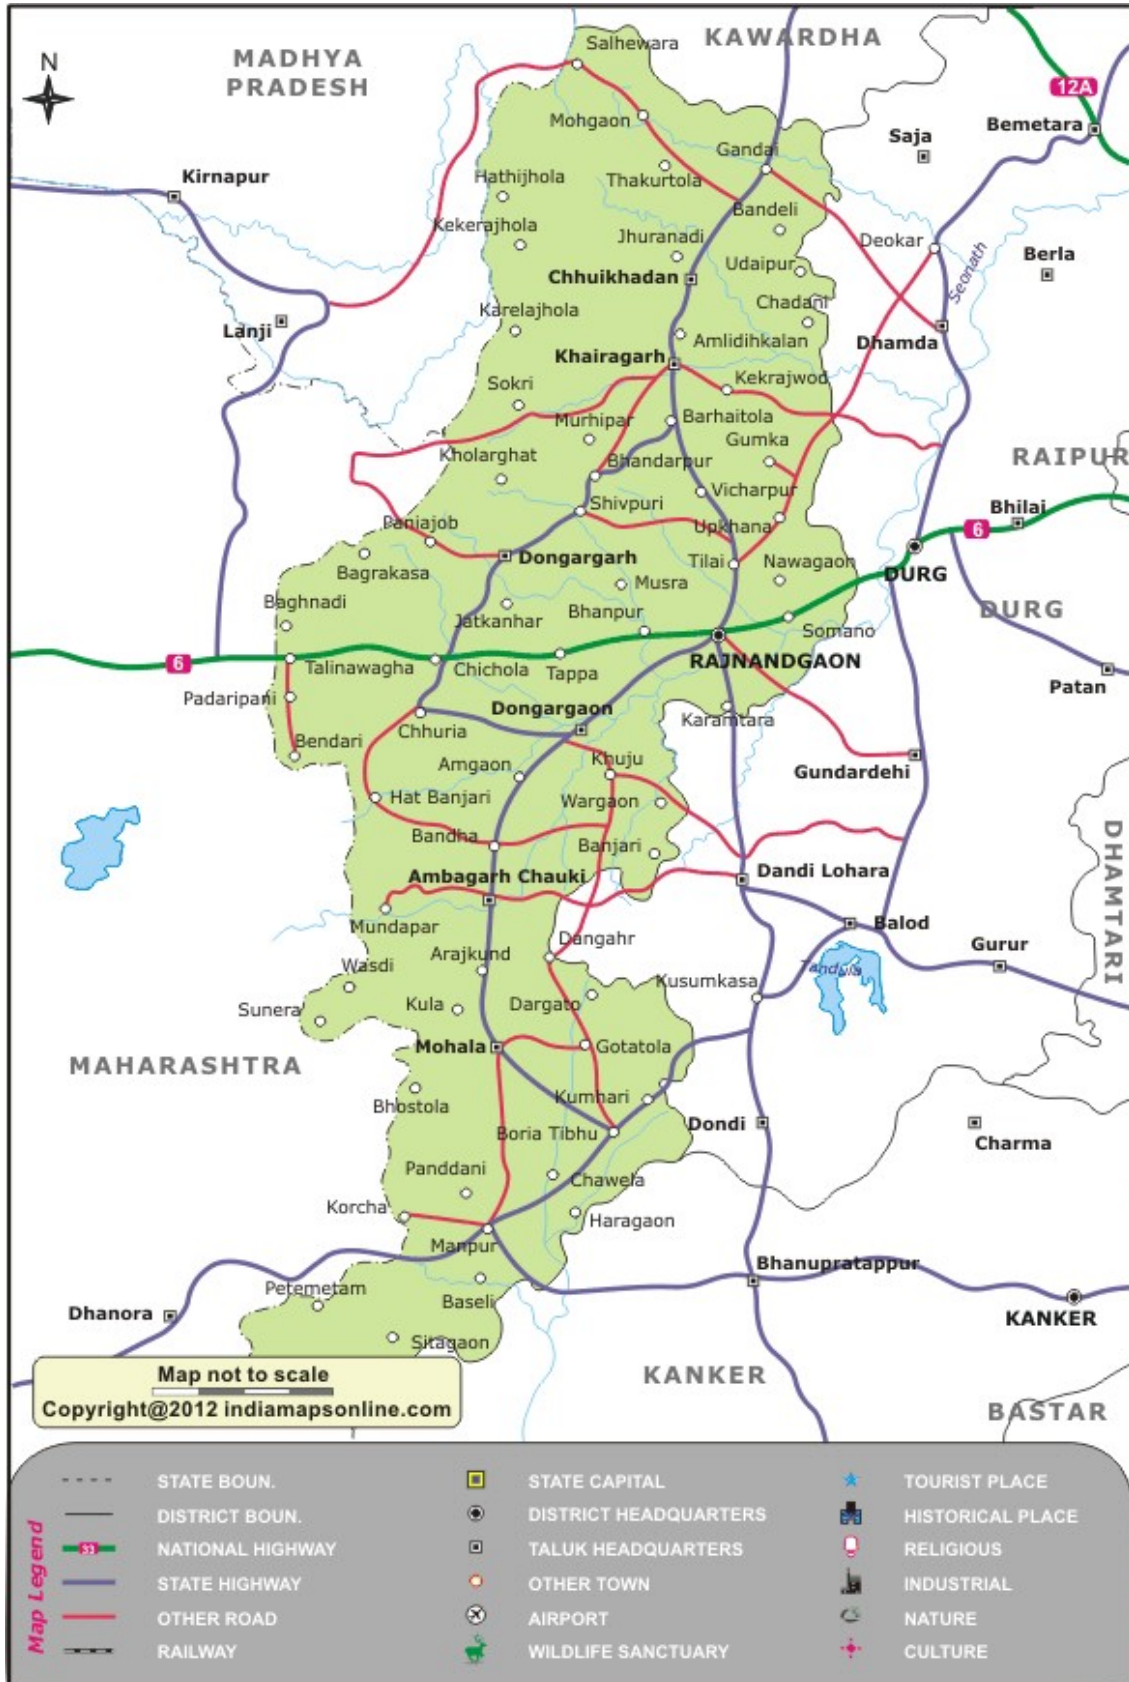 Salhewara
KAWARDHA
N
MADHYA
PRADESH
12A
Mohgaon
Saja
Bemetara
Gandai
Kirnapur
Hathijhola
Thakurtola
Bandeli
Kekerajhola
Jhuranadi
Deokar
Udaipur
Berla
Seonath
Chhuikhadan
Karelajhola
Chadani
Lanji
Amlidihkalan
Dhamda
Khairagarh
Sokri
Kekrajwod
Murhipar
Barhaitola
Gumka
Kholarghat
Bhandarpur
RAIPUR
Vicharpur
Bhilai
Shivpuri
Upkhana
6
Panjajob
Dongargarh
Tilai
Nawagaon
DURG
Bagrakasa
Musra
Baghnadi
Jatkanhar
Bhanpur
DURG
Somano
6
Talinawagha
Chichola
Tappa
RAJNANDGAON
Patan
Padaripani
Dongargaon
Karamtara
Chhuria
Bendari
Amgaon
Khuju
Gundardehi
Hat Banjari
Wargaon
Bandha
Banjari
DHAMTARI
Ambagarh Chauki
Dandi Lohara
Mundapar
Balod
Dangahr
Gurur
Arajkund
Wasdi
Tandula
Kusumkasa
Sunera
Kula
Dargato
Mohala
Gotatola
MAHARASHTRA
Bhostola
Kumhari
Boria Tibhu
Dondi
Charma
Panddani
Chawela
Korcha
Haragaon
Manpur
Bhanupratappur
Petemetam
Baseli
Dhanora
KANKER
Sitagaon
KANKER
BASTAR
Map not to scale
Copyright@2012 indiamapsonline.com
Map Legend
STATE BOUN.
DISTRICT BOUN.
33
NATIONAL HIGHWAY
STATE HIGHWAY
OTHER ROAD
RAILWAY
STATE CAPITAL
DISTRICT HEADQUARTERS
TALUK HEADQUARTERS
OTHER TOWN
AIRPORT
WILDLIFE SANCTUARY
TOURIST PLACE
HISTORICAL PLACE
RELIGIOUS
INDUSTRIAL
NATURE
CULTURE